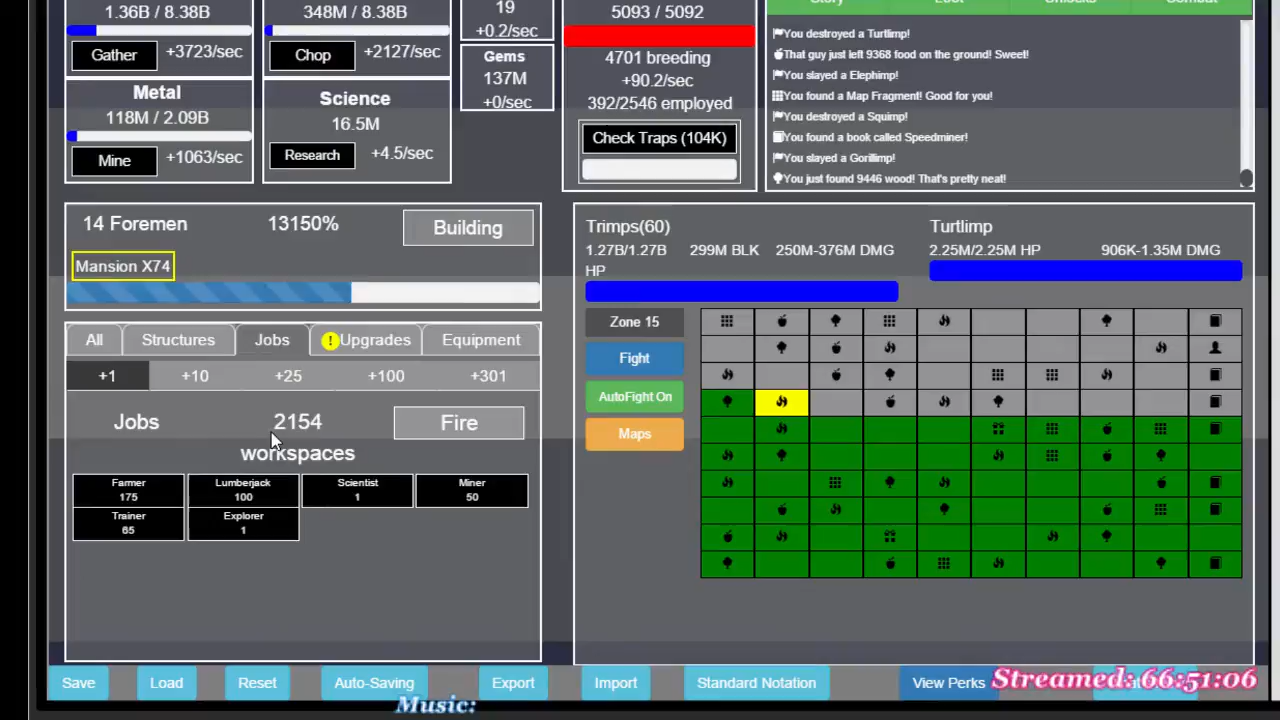 1.36B / 8.38B
Gather
+3723/sec
348M / 8.38B
Chop
+2127/sec
19
+0.2/sec
Gems
137M
+0/sec
Metal
118M / 2.09B
Mine
+1063/sec
Science
16.5M
Research
+4.5/sec
5093 / 5092
4701 breeding
+90.2/sec
392/2546 employed
Check Traps (104K)
You destroyed a Turtlimp!
That guy just left 9368 food on the ground! Sweet!
You slayed a Elephimp!
You found a Map Fragment! Good for you!
You destroyed a Squimp!
You found a book called Speedminer!
You slayed a Gorillimp!
You just found 9446 wood! That's pretty neat!
14 Foremen
13150%
Building
Mansion X74
All
Structures
Jobs
! Upgrades
Equipment
+1
+10
+25
+100
+301
Jobs
2154
workspaces
Fire
Farmer
175
Lumberjack
100
Scientist
1
Miner
50
Trainer
65
Explorer
1
Trimps(60)
1.27B/1.27B HP
299M BLK
250M-376M DMG
Turtlimp
2.25M/2.25M HP
906K-1.35M DMG
Zone 15
Fight
AutoFight On
Maps
Save
Load
Reset
Auto-Saving
Export
Import
Standard Notation
View Perks
Streamed: 66:51:06
Music: